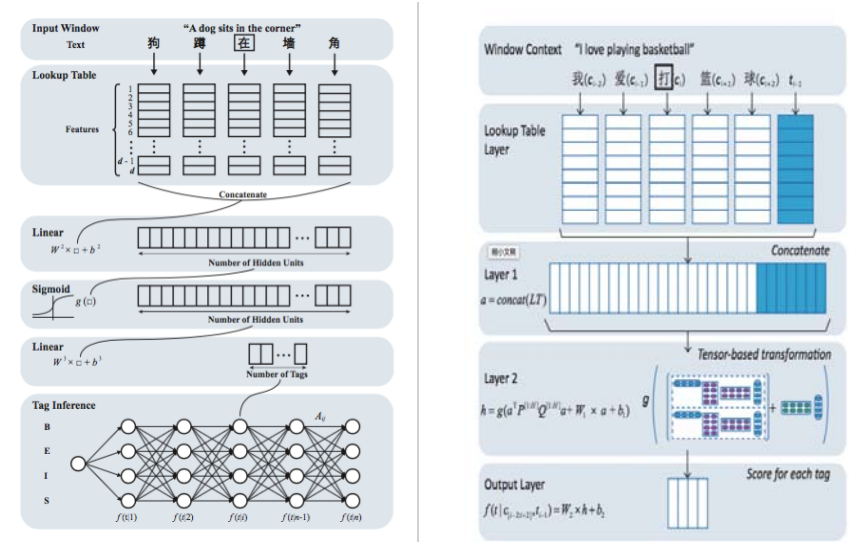 Input Window
"A dog sits in the corner"
Text
狗 蹲 在 墙 角
Lookup Table
Features
1
2
3
4
5
6
d - 1
d
Concatenate
Linear
W² × □ + b²
Number of Hidden Units
Sigmoid
g (□)
Number of Hidden Units
Linear
W³ × □ + b³
Number of Tags
Tag Inference
A_ij
B
E
I
S
f(t|1) f(t|2) f(t|i) f(t|n-1) f(t|n)
Window Context "I love playing basketball"
我(c_{i-2}) 爱(c_{i-1}) 打(c_i) 篮(c_{i+1}) 球(c_{i+2}) t_{i-1}
Lookup Table
Layer
Concatenate
Layer 1
a = concat(LT)
Tensor-based transformation
Layer 2
h = g(a^T P^{[1:H]} Q^{[1:H]} a + W₁ × a + b₁)
g
+
Score for each tag
Output Layer
f(t | c_{[i-2:i+2]}, t_{i-1}) = W₂ × h + b₂